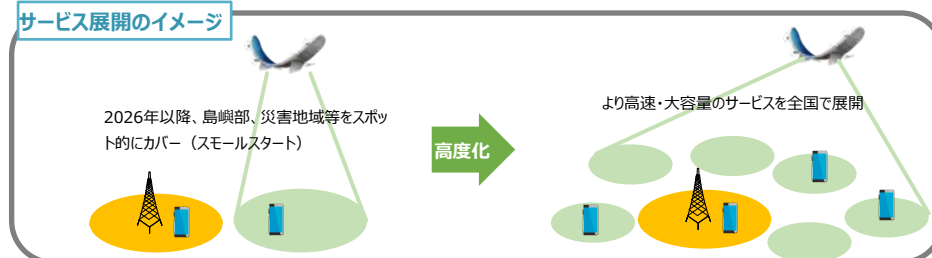 サービス展開のイメージ
2026年以降、島嶼部、災害地域等をスポッ
ト的にカバー（スモールスタート）
高度化
より高速・大容量のサービスを全国で展開